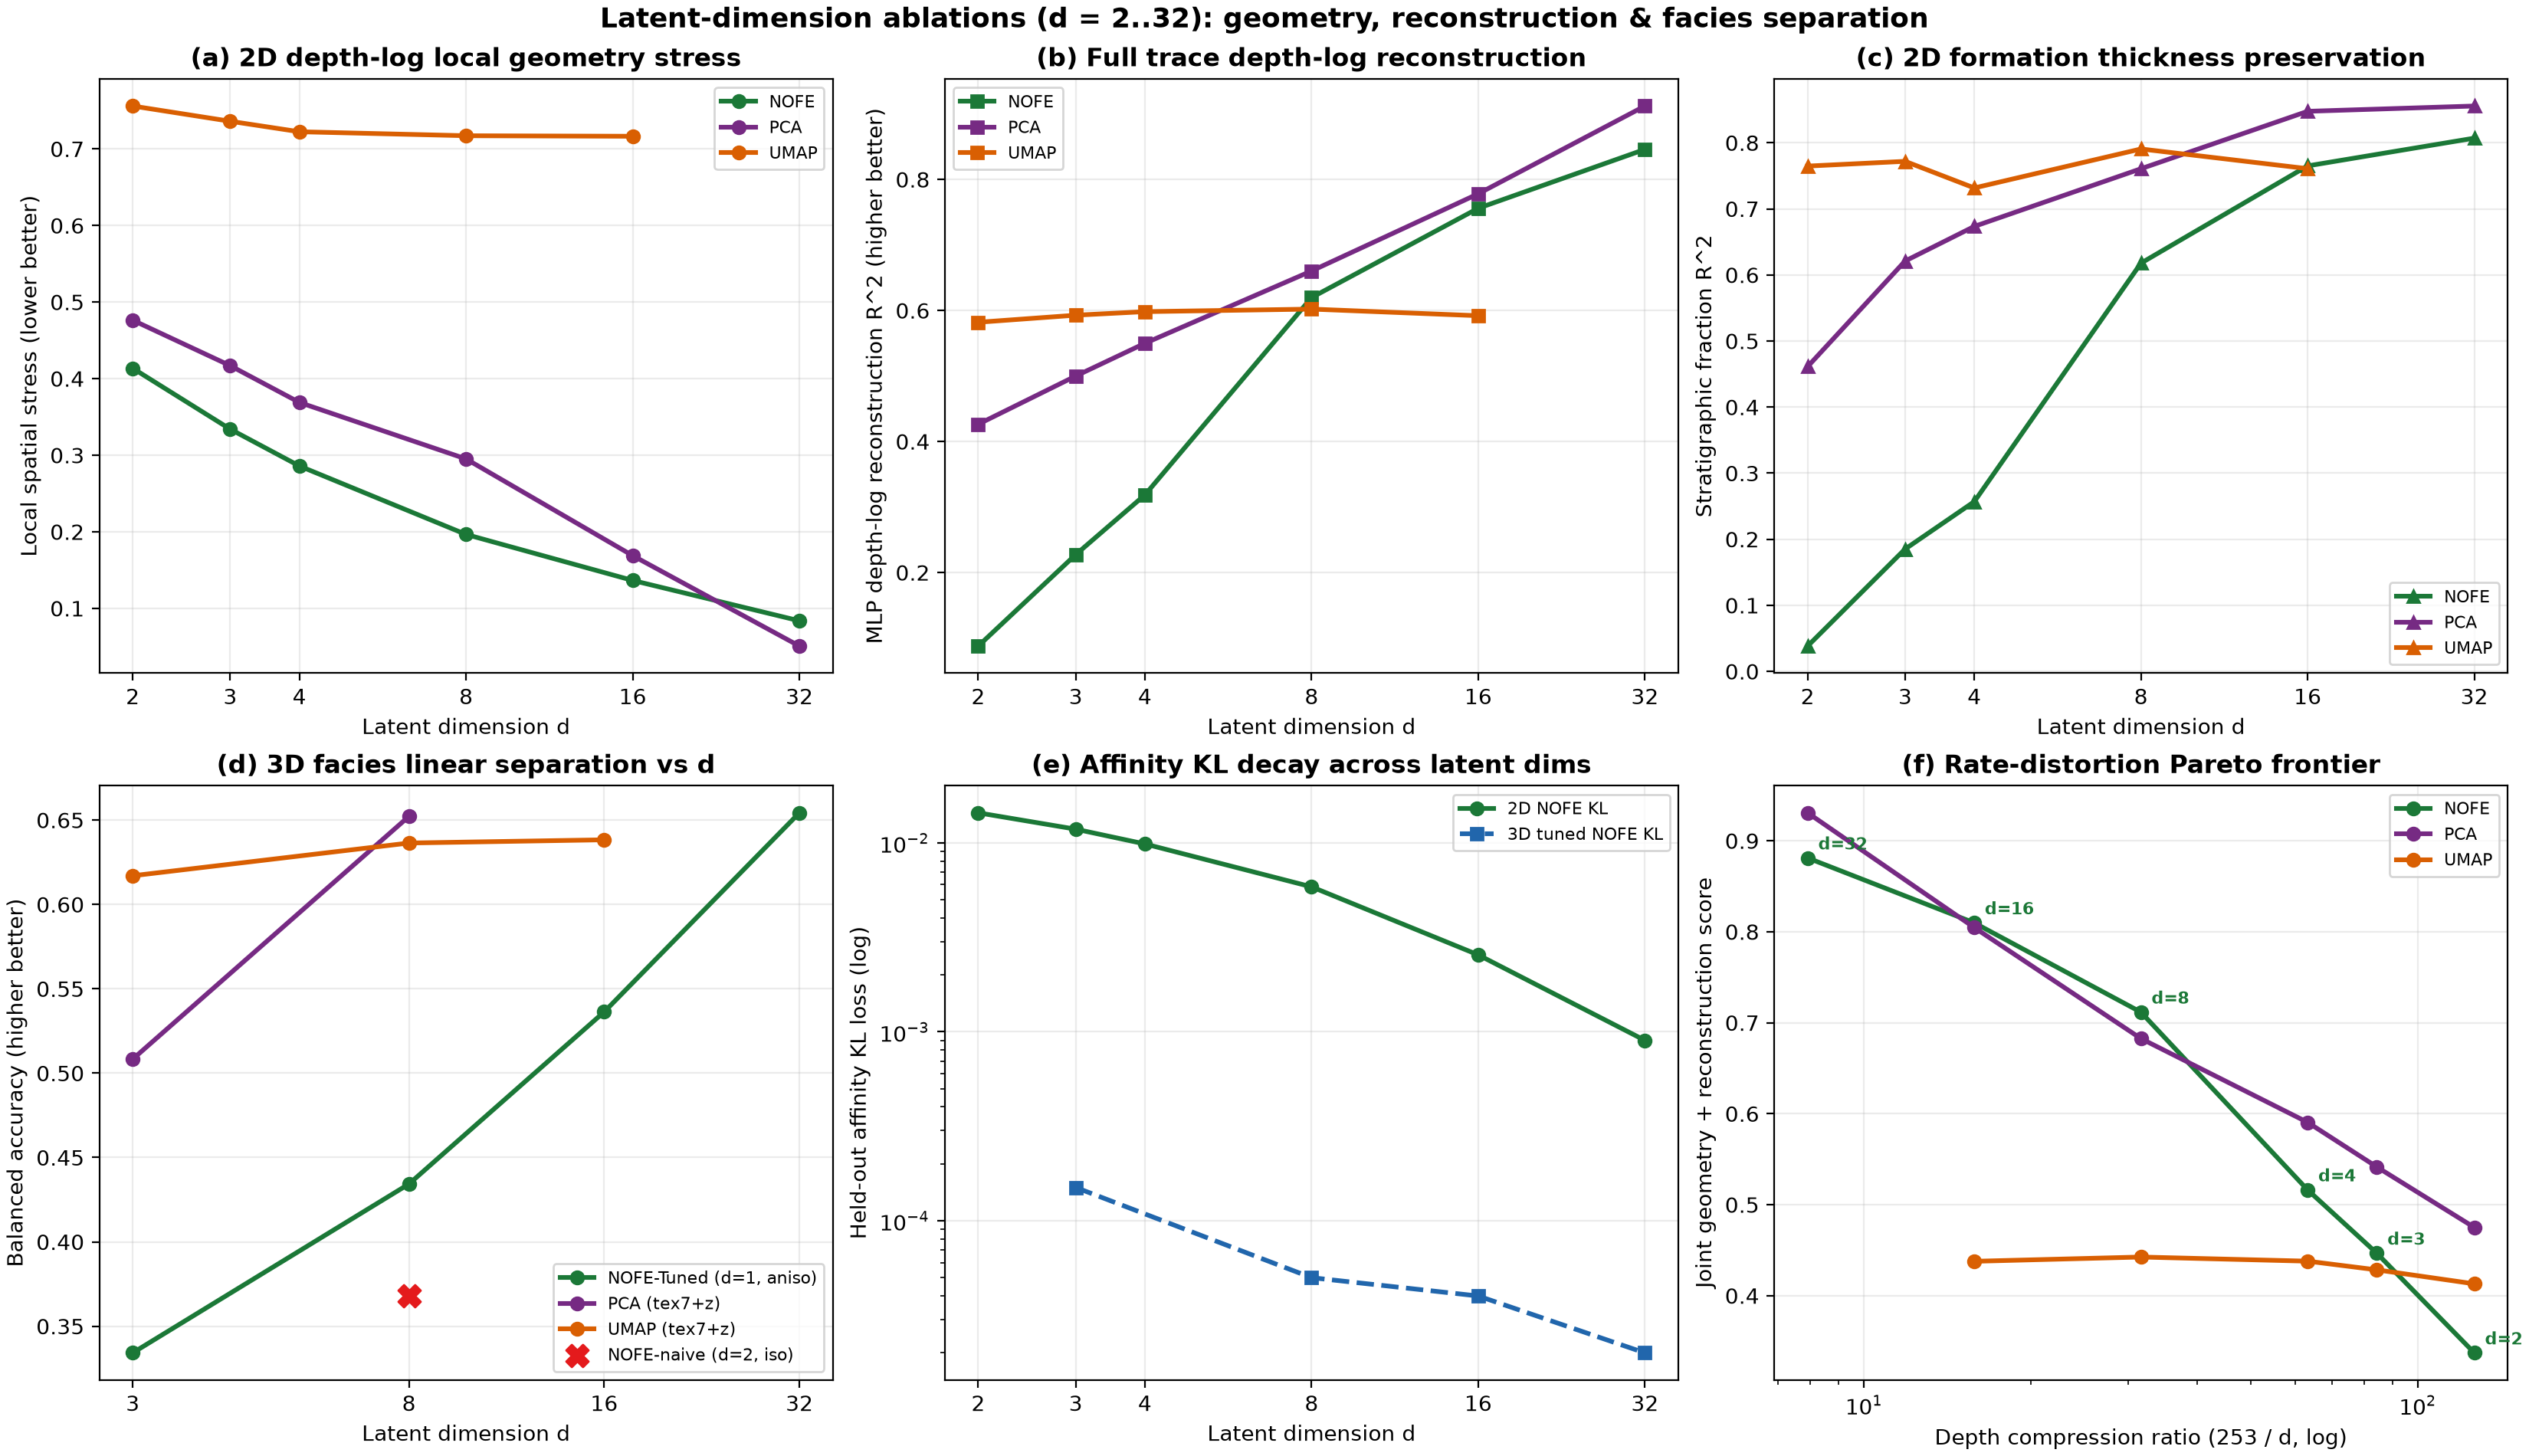 Latent-dimension ablations (d = 2..32): geometry, reconstruction & facies separation
(a) 2D depth-log local geometry stress
Local spatial stress (lower better)
0.7
0.6
0.5
0.4
0.3
0.2
0.1
NOFE
PCA
UMAP
2
3
4
8
16
32
Latent dimension d
(b) Full trace depth-log reconstruction
MLP depth-log reconstruction R^2 (higher better)
0.8
0.6
0.4
0.2
NOFE
PCA
UMAP
2
3
4
8
16
32
Latent dimension d
(c) 2D formation thickness preservation
Stratigraphic fraction R^2
0.8
0.7
0.6
0.5
0.4
0.3
0.2
0.1
0.0
NOFE
PCA
UMAP
2
3
4
8
16
32
Latent dimension d
(d) 3D facies linear separation vs d
Balanced accuracy (higher better)
0.65
0.60
0.55
0.50
0.45
0.40
0.35
NOFE-Tuned (d=1, aniso)
PCA (tex7+z)
UMAP (tex7+z)
NOFE-naive (d=2, iso)
3
8
16
32
Latent dimension d
(e) Affinity KL decay across latent dims
Held-out affinity KL loss (log)
10⁻²
10⁻³
10⁻⁴
2D NOFE KL
3D tuned NOFE KL
2
3
4
8
16
32
Latent dimension d
(f) Rate-distortion Pareto frontier
Joint geometry + reconstruction score
0.9
0.8
0.7
0.6
0.5
0.4
NOFE
PCA
UMAP
d=32
d=16
d=8
d=4
d=3
d=2
10¹
10²
Depth compression ratio (253 / d, log)